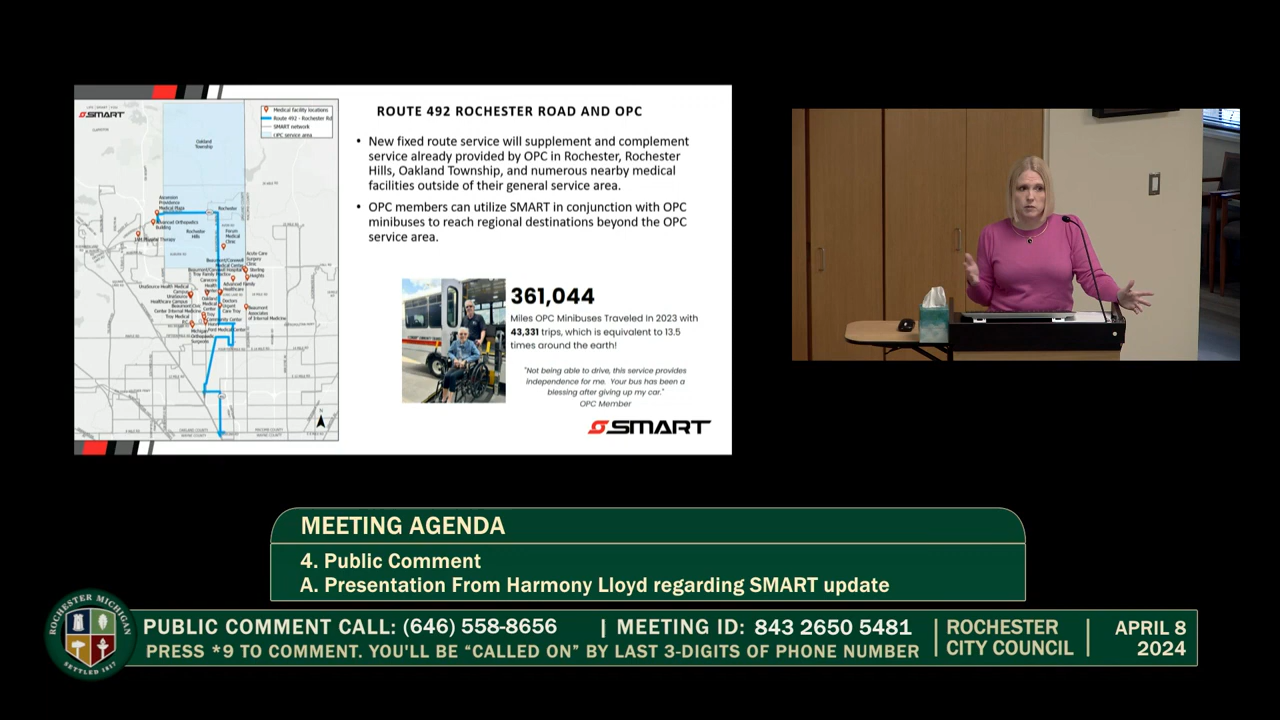 SMART
Medical facility locations
Route 492 - Rochester Rd
SMART network
OPC service area
Oakland
Township
Ascension
Providence
Medical Plaza
Rochester
Advanced Orthopedics
Building
Rochester
Hills
ROUTE 492 ROCHESTER ROAD AND OPC
• New fixed route service will supplement and complement
service already provided by OPC in Rochester, Rochester
Hills, Oakland Township, and numerous nearby medical
facilities outside of their general service area.
• OPC members can utilize SMART in conjunction with OPC
minibuses to reach regional destinations beyond the OPC
service area.
361,044
Miles OPC Minibuses Traveled in 2023 with
43,331 trips, which is equivalent to 13.5
times around the earth!
"Not being able to drive, this service provides
independence for me. Your bus has been a
blessing after giving up my car."
OPC Member
SMART
MEETING AGENDA
4. Public Comment
A. Presentation From Harmony Lloyd regarding SMART update
ROCHESTER MICHIGAN
SETTLED 1817
PUBLIC COMMENT CALL: (646) 558-8656 | MEETING ID: 843 2650 5481
PRESS *9 TO COMMENT. YOU'LL BE “CALLED ON” BY LAST 3-DIGITS OF PHONE NUMBER
ROCHESTER
CITY COUNCIL
APRIL 8
2024